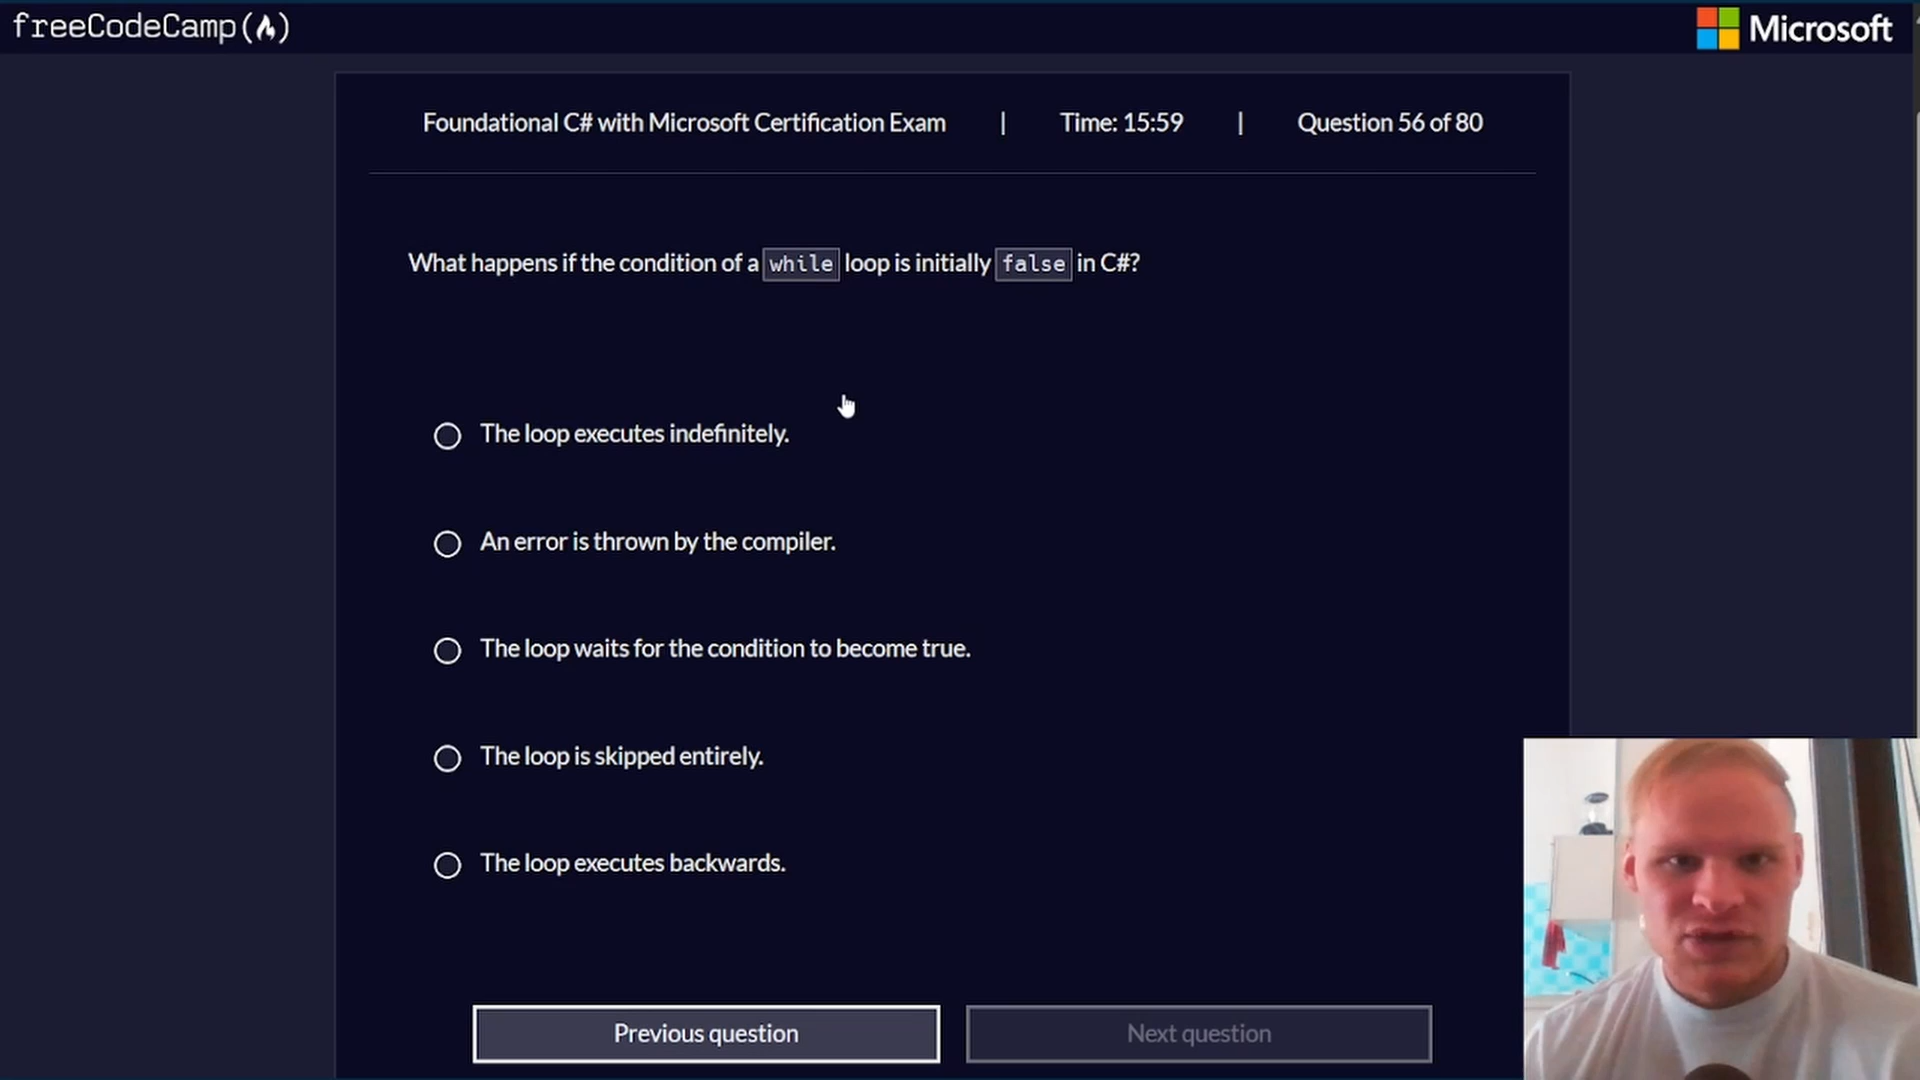 freeCodeCamp
Microsoft
Foundational C# with Microsoft Certification Exam | Time: 15:59 | Question 56 of 80
What happens if the condition of a while loop is initially false in C#?
The loop executes indefinitely.
An error is thrown by the compiler.
The loop waits for the condition to become true.
The loop is skipped entirely.
The loop executes backwards.
Previous question
Next question